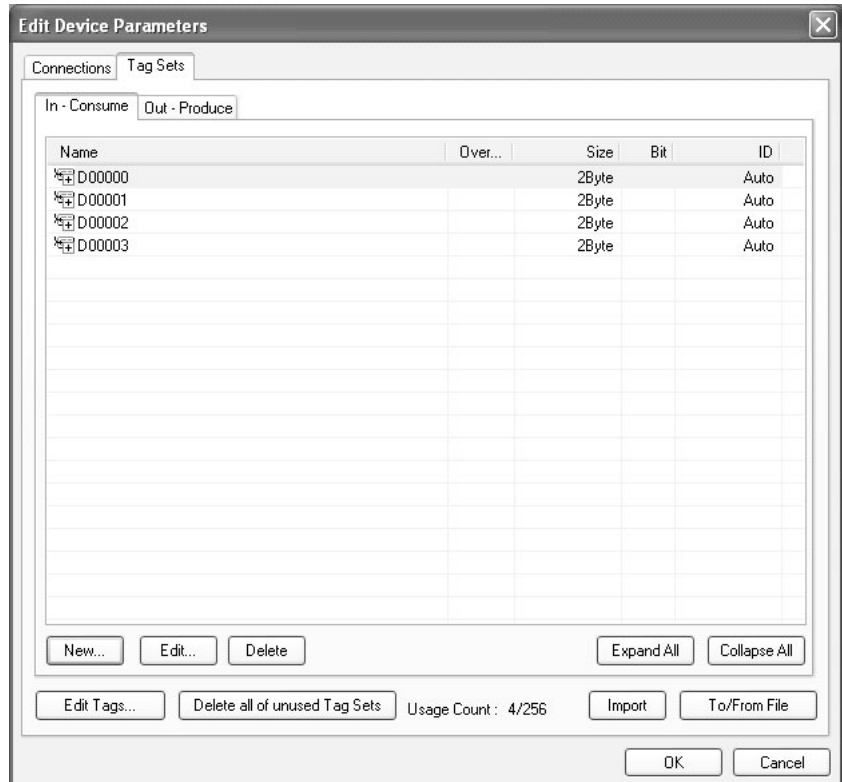 Edit Device Parameters
Connections Tag Sets
In - Consume Out - Produce
Name Over... Size Bit ID
D00000 2Byte Auto
D00001 2Byte Auto
D00002 2Byte Auto
D00003 2Byte Auto
New... Edit... Delete Expand All Collapse All
Edit Tags... Delete all of unused Tag Sets Usage Count : 4/256 Import To/From File
OK Cancel